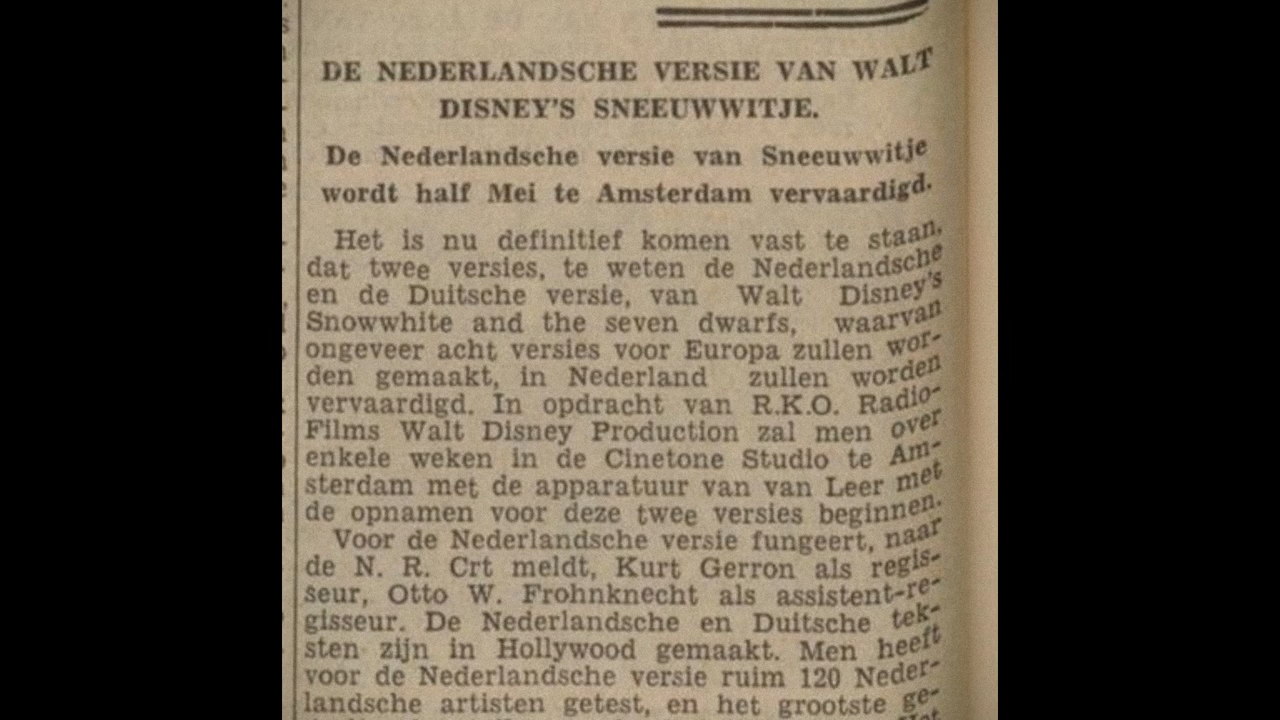 DE NEDERLANDSCHE VERSIE VAN WALT
DISNEY'S SNEEUWWITJE.
De Nederlandsche versie van Sneeuwwitje
wordt half Mei te Amsterdam vervaardigd.
Het is nu definitief komen vast te staan,
dat twee versies, te weten de Nederlandsche
en de Duitsche versie, van Walt Disney's
Snowwhite and the seven dwarfs, waarvan
ongeveer acht versies voor Europa zullen wor-
den gemaakt, in Nederland zullen worden
vervaardigd. In opdracht van R.K.O. Radio-
Films Walt Disney Production zal men over
enkele weken in de Cinetone Studio te Am-
sterdam met de apparatuur van van Leer met
de opnamen voor deze twee versies beginnen.
Voor de Nederlandsche versie fungeert, naar
de N. R. Crt meldt, Kurt Gerron als regis-
seur, Otto W. Frohnknecht als assistent-re-
gisseur. De Nederlandsche en Duitsche tek-
sten zijn in Hollywood gemaakt. Men heeft
voor de Nederlandsche versie ruim 120 Neder-
landsche artisten getest, en het grootste ge-